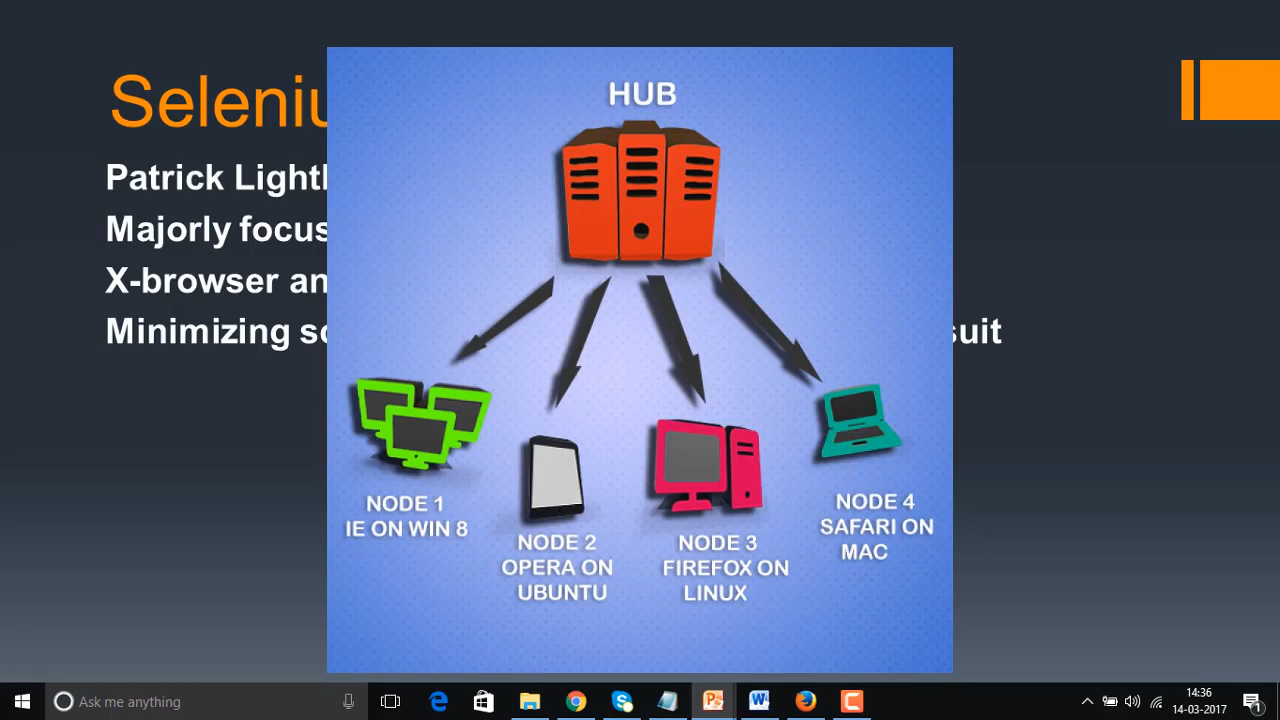 Seleniu
Patrick Lightl
Majorly focus
X-browser an
Minimizing sc suit
HUB
NODE 1
IE ON WIN 8
NODE 2
OPERA ON
UBUNTU
NODE 3
FIREFOX ON
LINUX
NODE 4
SAFARI ON
MAC
Ask me anything
14:36
14-03-2017
1